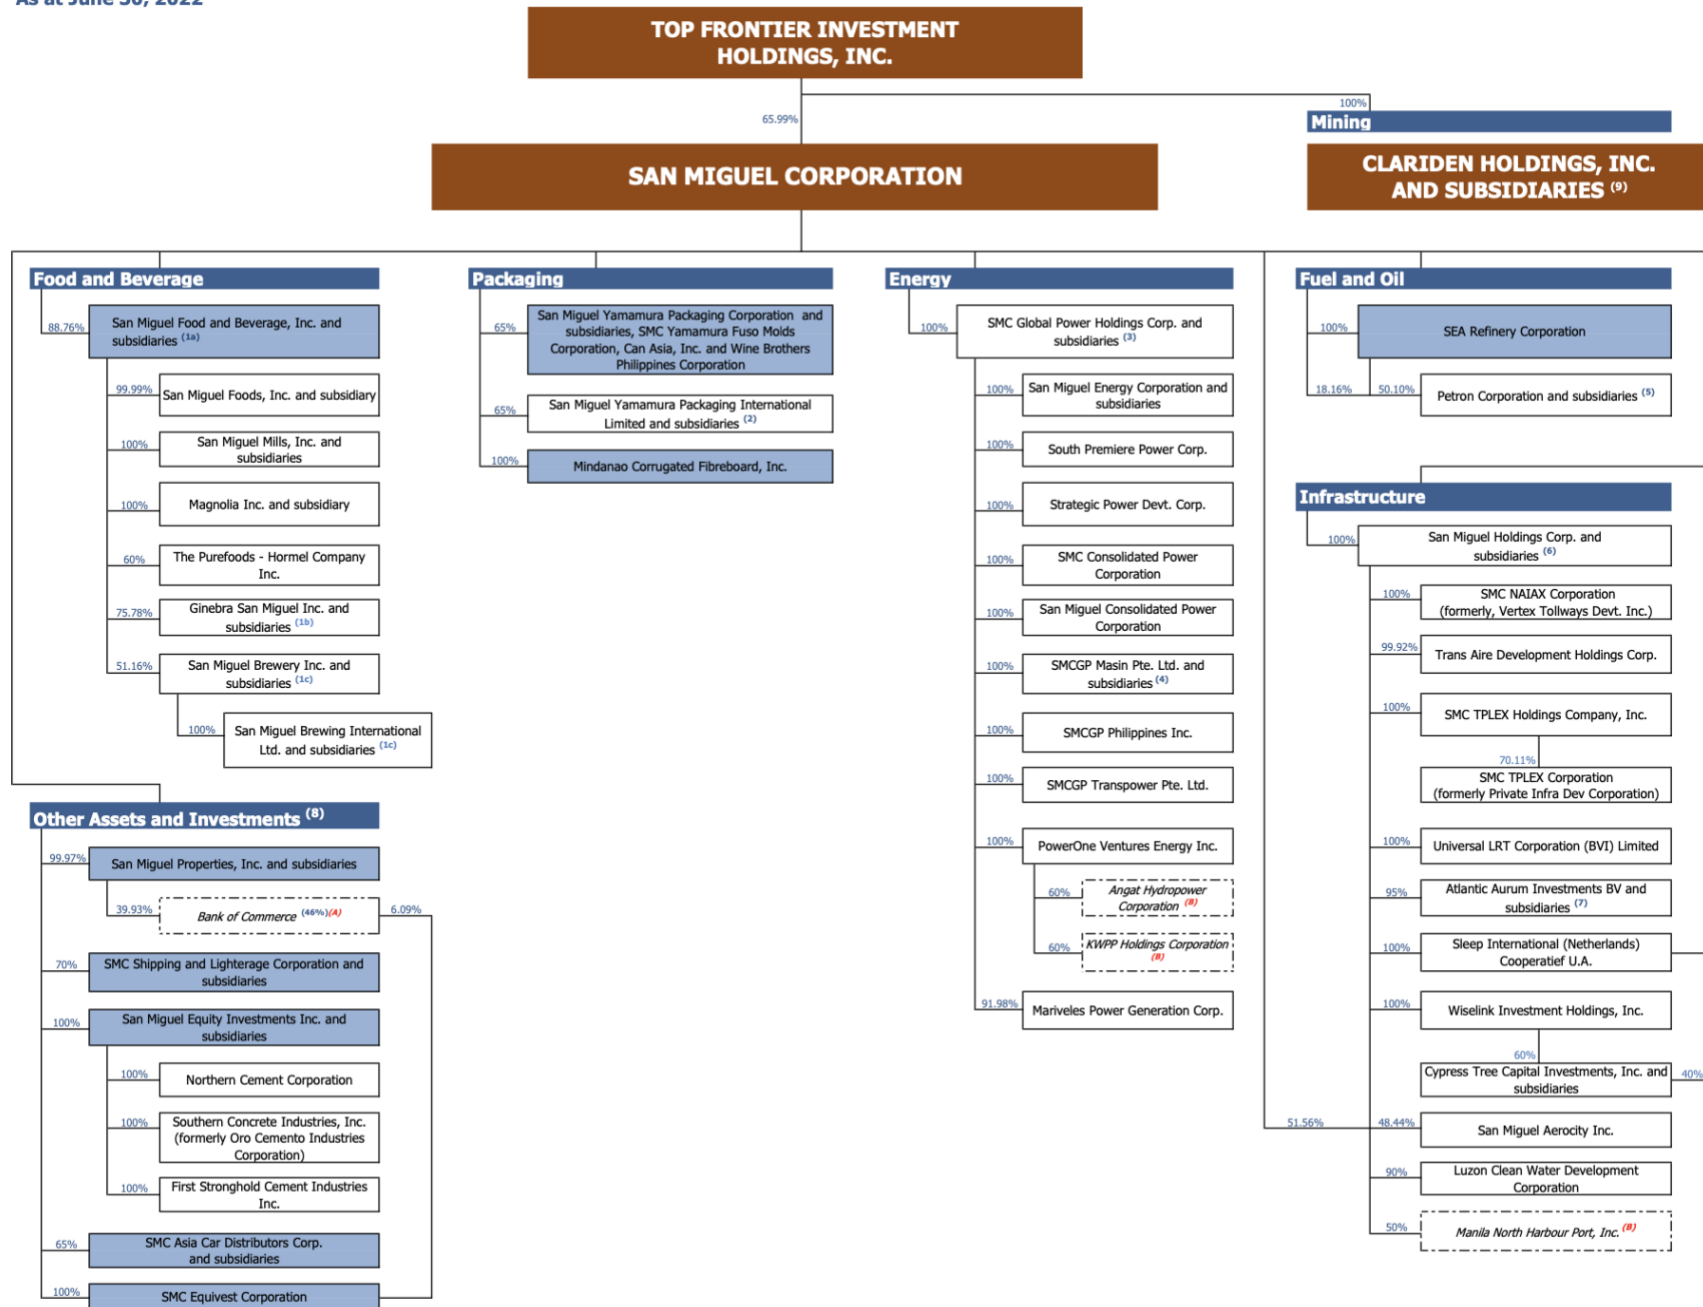 As at June 30, 2022
TOP FRONTIER INVESTMENT
HOLDINGS, INC.
65.99%
100%
Mining
SAN MIGUEL CORPORATION
CLARIDEN HOLDINGS, INC.
AND SUBSIDIARIES (9)
Food and Beverage
88.76%
San Miguel Food and Beverage, Inc. and
subsidiaries (1a)
99.99%
San Miguel Foods, Inc. and subsidiary
100%
San Miguel Mills, Inc. and
subsidiaries
100%
Magnolia Inc. and subsidiary
60%
The Purefoods - Hormel Company
Inc.
75.78%
Ginebra San Miguel Inc. and
subsidiaries (1b)
51.16%
San Miguel Brewery Inc. and
subsidiaries (1c)
100%
San Miguel Brewing International
Ltd. and subsidiaries (1c)
Other Assets and Investments (8)
99.97%
San Miguel Properties, Inc. and subsidiaries
39.93%
Bank of Commerce (46%)(A)
6.09%
70%
SMC Shipping and Lighterage Corporation and
subsidiaries
100%
San Miguel Equity Investments Inc. and
subsidiaries
100%
Northern Cement Corporation
100%
Southern Concrete Industries, Inc.
(formerly Oro Cemento Industries
Corporation)
100%
First Stronghold Cement Industries
Inc.
65%
SMC Asia Car Distributors Corp.
and subsidiaries
100%
SMC Equivest Corporation
Packaging
65%
San Miguel Yamamura Packaging Corporation and
subsidiaries, SMC Yamamura Fuso Molds
Corporation, Can Asia, Inc. and Wine Brothers
Philippines Corporation
65%
San Miguel Yamamura Packaging International
Limited and subsidiaries (2)
100%
Mindanao Corrugated Fibreboard, Inc.
Energy
100%
SMC Global Power Holdings Corp. and
subsidiaries (3)
100%
San Miguel Energy Corporation and
subsidiaries
100%
South Premiere Power Corp.
100%
Strategic Power Devt. Corp.
100%
SMC Consolidated Power
Corporation
100%
San Miguel Consolidated Power
Corporation
100%
SMCGP Masin Pte. Ltd. and
subsidiaries (4)
100%
SMCGP Philippines Inc.
100%
SMCGP Transpower Pte. Ltd.
100%
PowerOne Ventures Energy Inc.
60%
Angat Hydropower
Corporation (B)
60%
KWPP Holdings Corporation
(B)
91.98%
Mariveles Power Generation Corp.
Fuel and Oil
100%
SEA Refinery Corporation
18.16%
50.10%
Petron Corporation and subsidiaries (5)
Infrastructure
100%
San Miguel Holdings Corp. and
subsidiaries (6)
100%
SMC NAIAX Corporation
(formerly, Vertex Tollways Devt. Inc.)
99.92%
Trans Aire Development Holdings Corp.
100%
SMC TPLEX Holdings Company, Inc.
70.11%
SMC TPLEX Corporation
(formerly Private Infra Dev Corporation)
100%
Universal LRT Corporation (BVI) Limited
95%
Atlantic Aurum Investments BV and
subsidiaries (7)
100%
Sleep International (Netherlands)
Cooperatief U.A.
100%
Wiselink Investment Holdings, Inc.
60%
Cypress Tree Capital Investments, Inc. and
subsidiaries
40%
51.56%
48.44%
San Miguel Aerocity Inc.
90%
Luzon Clean Water Development
Corporation
50%
Manila North Harbour Port, Inc. (B)